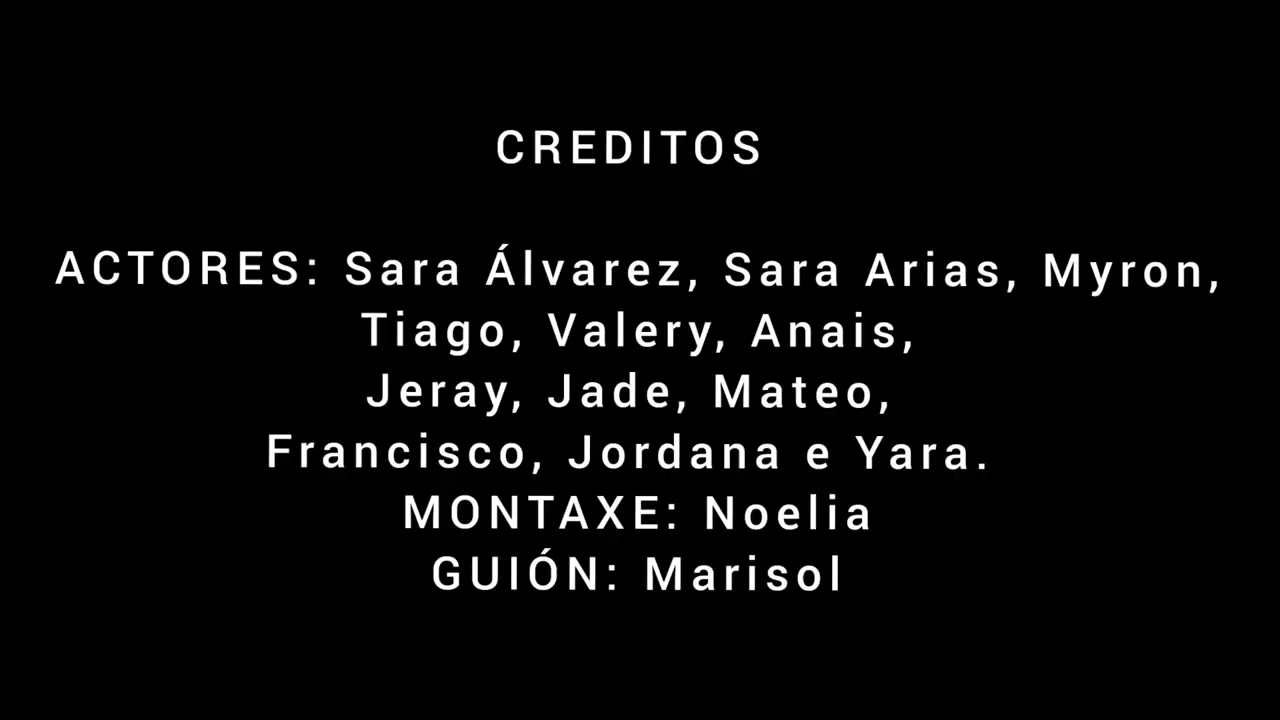 CREDITOS
ACTORES: Sara Álvarez, Sara Arias, Myron,
Tiago, Valery, Anais,
Jeray, Jade, Mateo,
Francisco, Jordana e Yara.
MONTAXE: Noelia
GUIÓN: Marisol